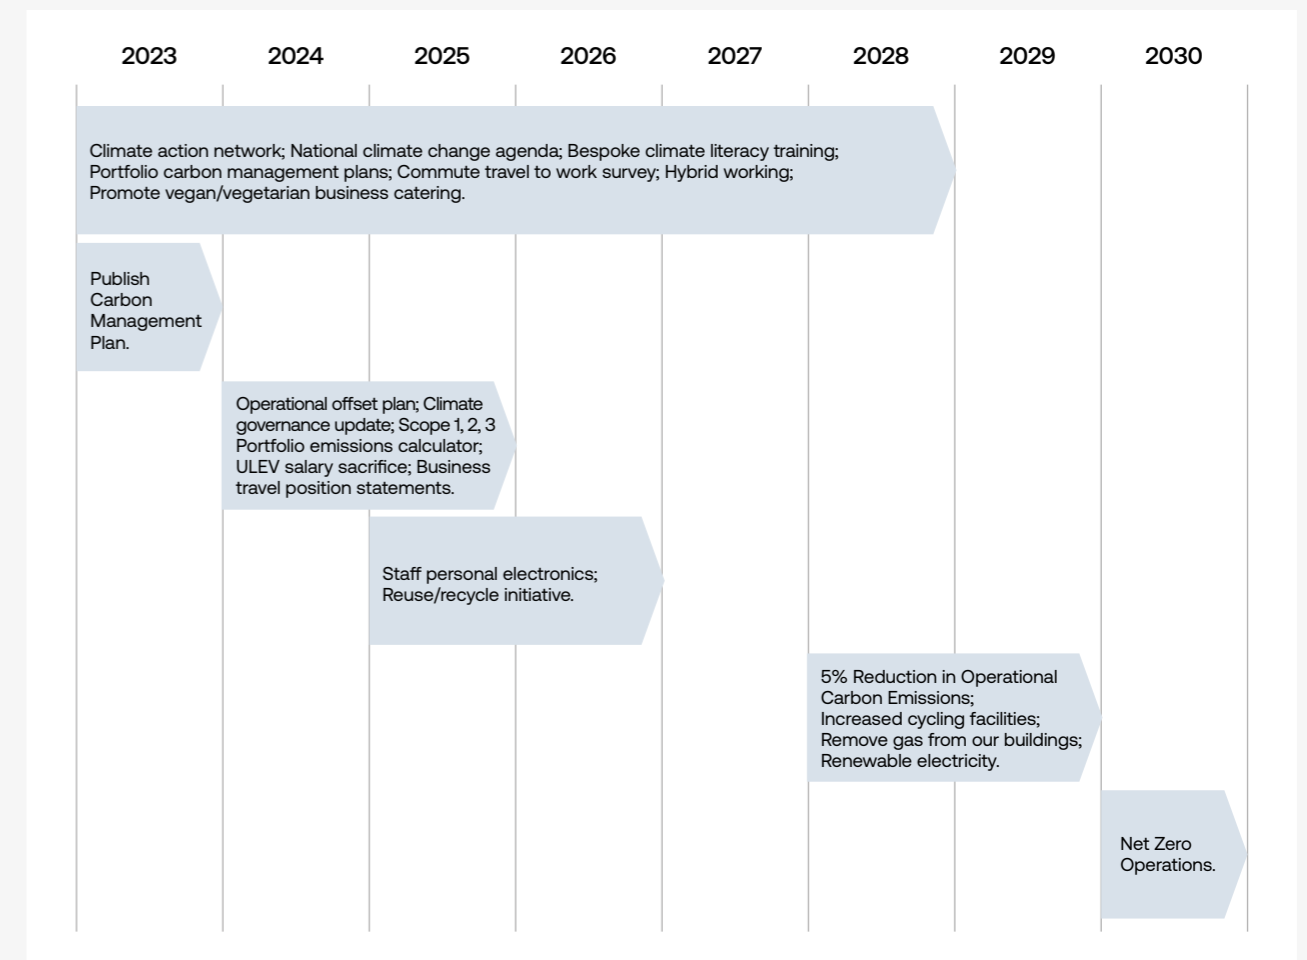 2023 2024 2025 2026 2027 2028 2029 2030
Climate action network; National climate change agenda; Bespoke climate literacy training;
Portfolio carbon management plans; Commute travel to work survey; Hybrid working;
Promote vegan/vegetarian business catering.
Publish
Carbon
Management
Plan.
Operational offset plan; Climate
governance update; Scope 1, 2, 3
Portfolio emissions calculator;
ULEV salary sacrifice; Business
travel position statements.
Staff personal electronics;
Reuse/recycle initiative.
5% Reduction in Operational
Carbon Emissions;
Increased cycling facilities;
Remove gas from our buildings;
Renewable electricity.
Net Zero
Operations.